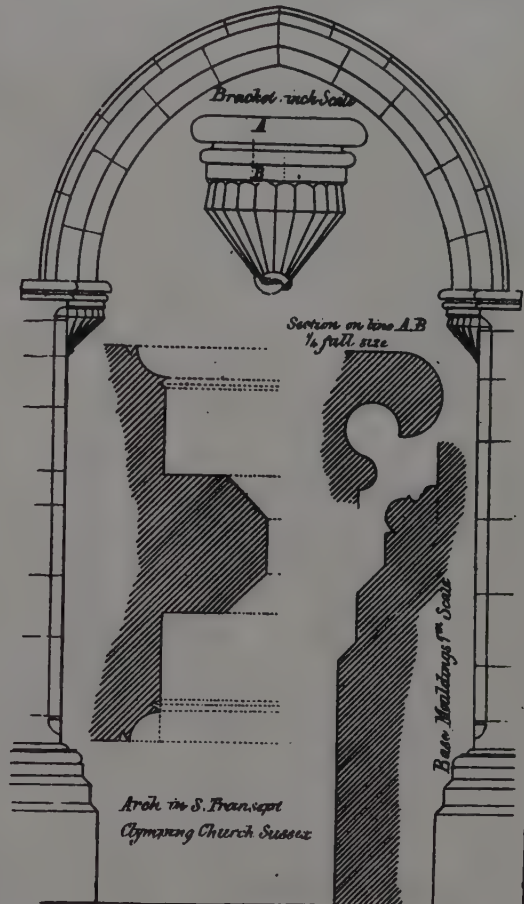 Bracket. inch Scale
A
B
Section on line A.B
¼ full size
Base Mouldings 1in Scale
Arch in S. Transept
Clymping Church Sussex